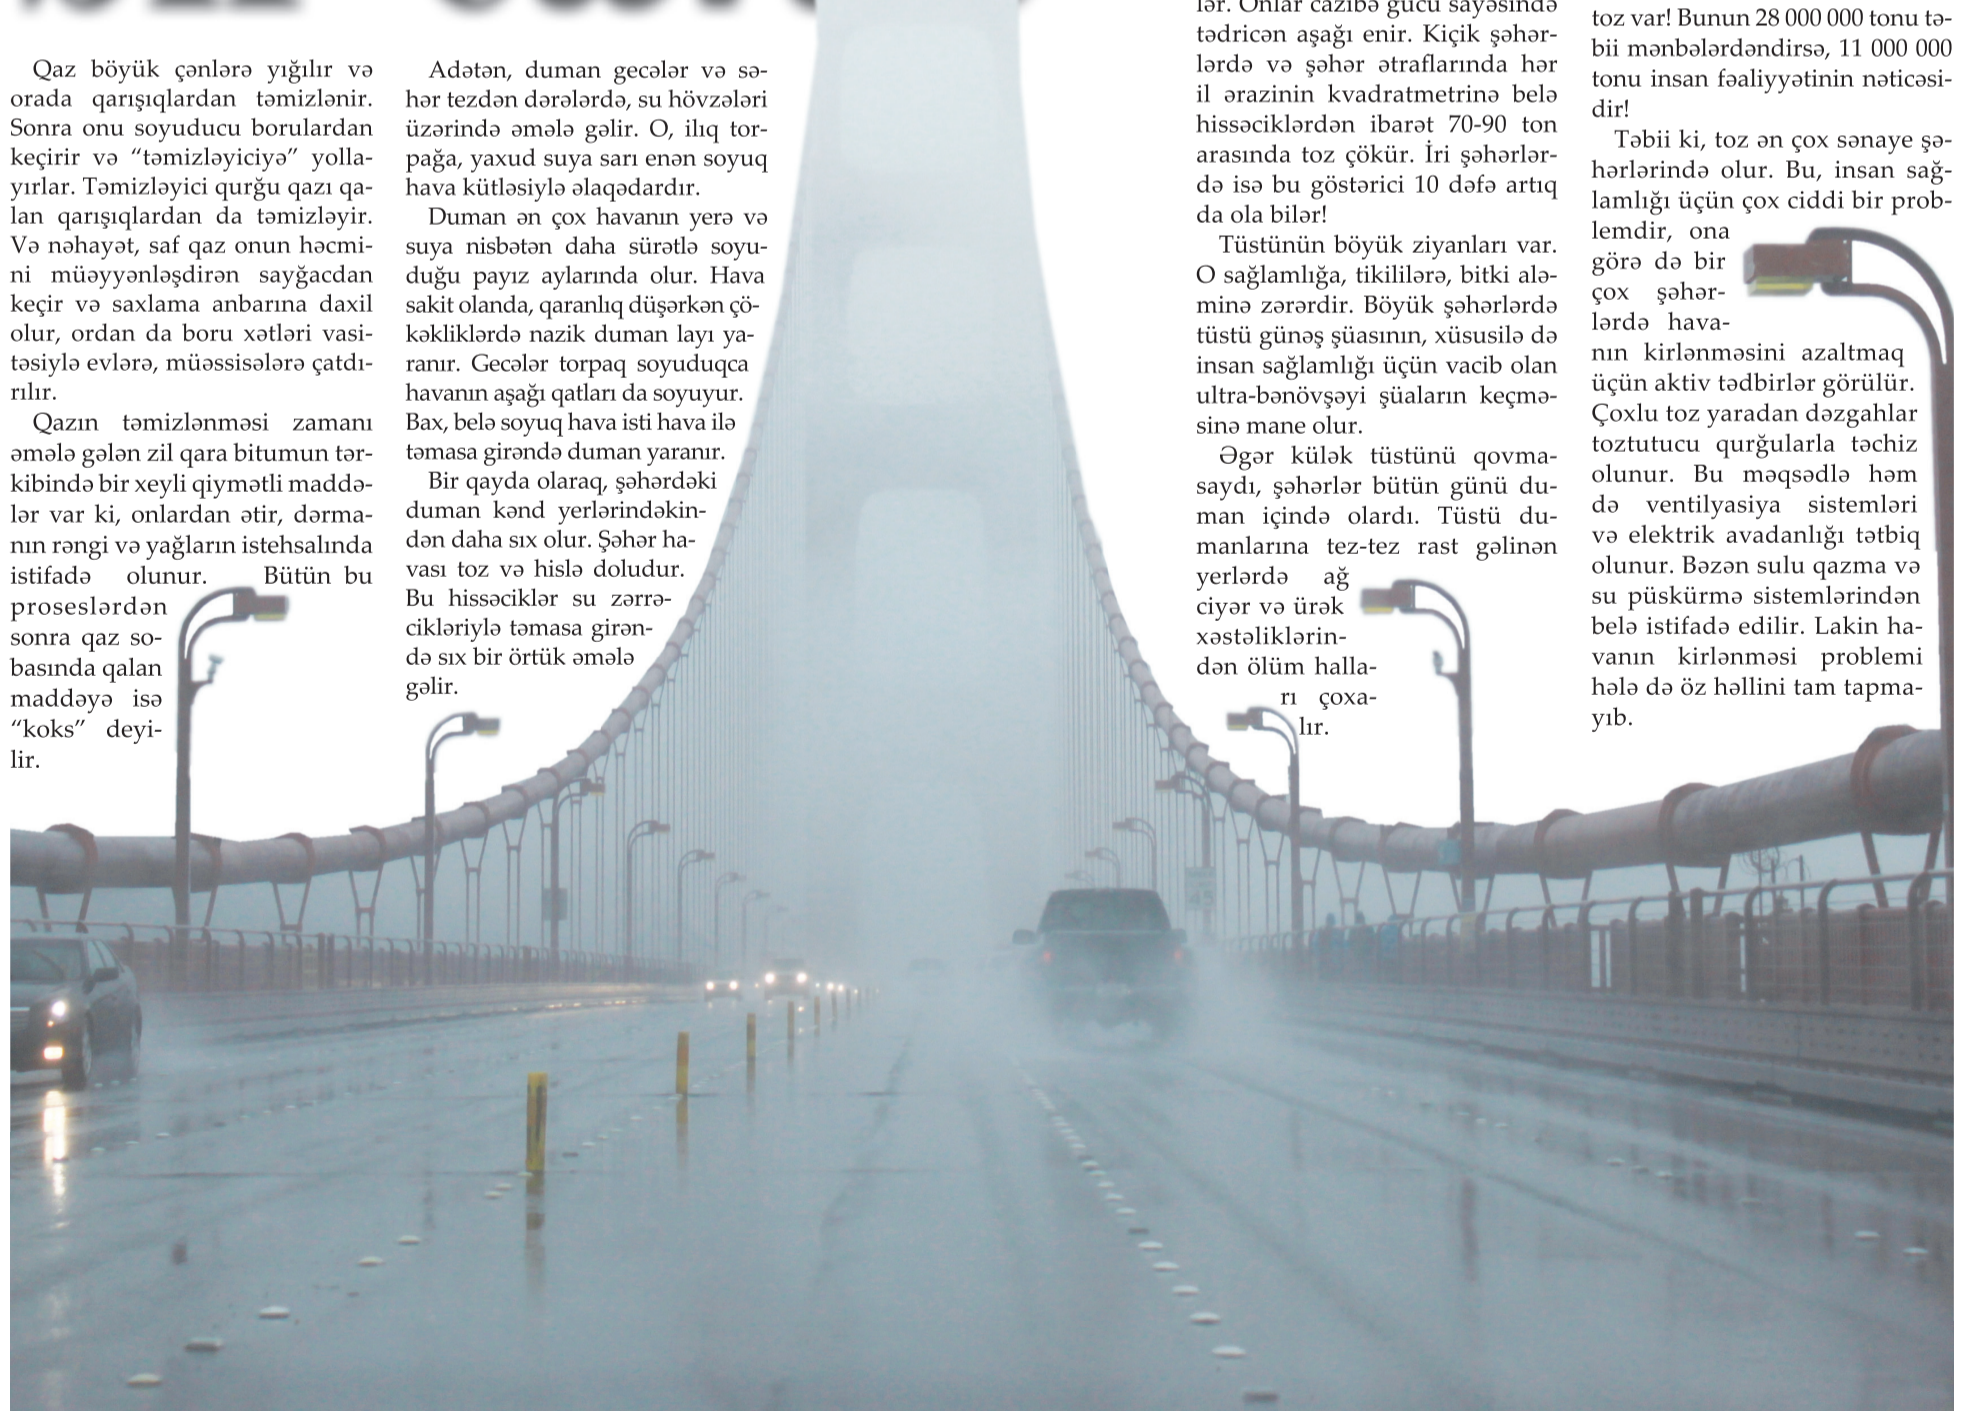 Qaz böyük çənlərə yığılır və
orada qarışıqlardan təmizlənir.
Sonra onu soyuducu borulardan
keçirir və “təmizləyiciyə” yolla-
yırlar. Təmizləyici qurğu qazı qa-
lan qarışıqlardan da təmizləyir.
Və nəhayət, saf qaz onun həcmi-
ni müəyyənləşdirən sayğacdan
keçir və saxlama anbarına daxil
olur, ordan da boru xətləri vasi-
təsiylə evlərə, müəssisələrə çatdı-
rılır.
Qazın təmizlənməsi zamanı
əmələ gələn zil qara bitumun tər-
kibində bir xeyli qiymətli maddə-
lər var ki, onlardan ətir, dərma-
nın rəngi və yağların istehsalında
istifadə olunur. Bütün bu
proseslərdən
sonra qaz so-
basında qalan
maddəyə isə
“koks” deyi-
lir.
Adətən, duman gecələr və sə-
hər tezdən dərələrdə, su hövzələri
üzərində əmələ gəlir. O, ilıq tor-
pağa, yaxud suya sarı enən soyuq
hava kütləsiylə əlaqədardır.
Duman ən çox havanın yerə və
suya nisbətən daha sürətlə soyu-
duğu payız aylarında olur. Hava
sakit olanda, qaranlıq düşərkən çö-
kəkliklərdə nazik duman layı ya-
ranır. Gecələr torpaq soyuduqca
havanın aşağı qatları da soyuyur.
Bax, belə soyuq hava isti hava ilə
təmasa girəndə duman yaranır.
Bir qayda olaraq, şəhərdəki
duman kənd yerlərindəkin-
dən daha sıx olur. Şəhər ha-
vası toz və hislə doludur.
Bu hissəciklər su zərrə-
cikləriylə təmasa girən-
də sıx bir örtük əmələ
gəlir.
lər. Onlar cazibə gücü sayəsində
tədricən aşağı enir. Kiçik şəhər-
lərdə və şəhər ətraflarında hər
il ərazinin kvadratmetrinə belə
hissəciklərdən ibarət 70-90 ton
arasında toz çökür. İri şəhərlər-
də isə bu göstərici 10 dəfə artıq
da ola bilər!
Tüstünün böyük ziyanları var.
O sağlamlığa, tikililərə, bitki alə-
minə zərərdir. Böyük şəhərlərdə
tüstü günəş şüasının, xüsusilə də
insan sağlamlığı üçün vacib olan
ultra-bənövşəyi şüaların keçmə-
sinə mane olur.
Əgər külək tüstünü qovma-
saydı, şəhərlər bütün günü du-
man içində olardı. Tüstü du-
manlarına tez-tez rast gəlinən
yerlərdə ağ
ciyər və ürək
xəstəliklərin-
dən ölüm halla-
rı çoxa-
lır.
toz var! Bunun 28 000 000 tonu tə-
bii mənbələrdəndirsə, 11 000 000
tonu insan fəaliyyətinin nəticəsi-
dir!
Təbii ki, toz ən çox sənaye şə-
hərlərində olur. Bu, insan sağ-
lamlığı üçün çox ciddi bir prob-
lemdir, ona
görə də bir
çox şəhər-
lərdə hava-
nın kirlənməsini azaltmaq
üçün aktiv tədbirlər görülür.
Çoxlu toz yaradan dəzgahlar
toztutucu qurğularla təchiz
olunur. Bu məqsədlə həm
də ventilyasiya sistemləri
və elektrik avadanlığı tətbiq
olunur. Bəzən sulu qazma və
su püskürmə sistemlərindən
belə istifadə edilir. Lakin ha-
vanın kirlənməsi problemi
hələ də öz həllini tam tapma-
yıb.